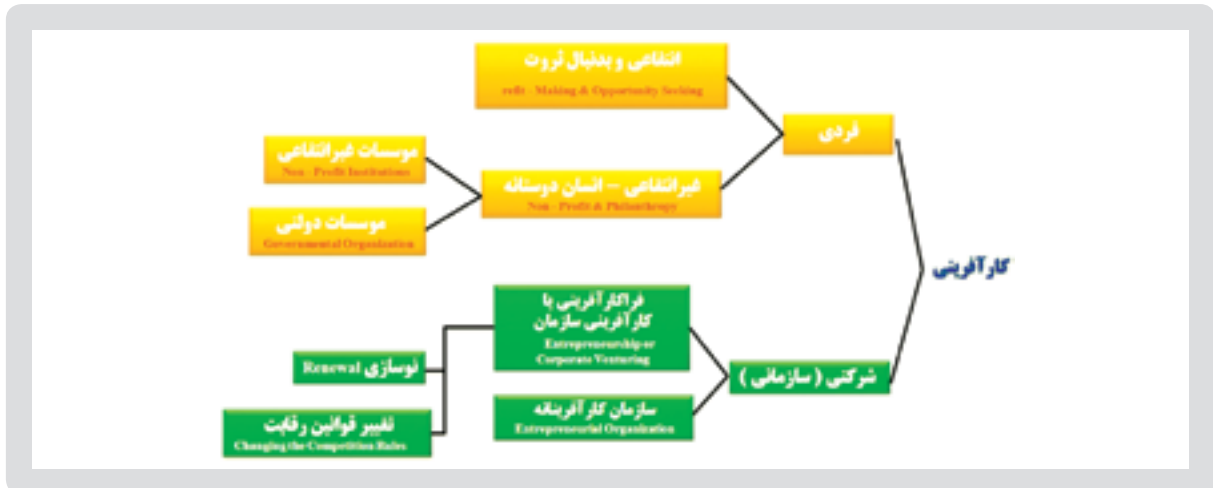 کارآفرینی
فردی
انتفاعی و بدنبال ثروت
rofit - Making & Opportunity Seeking
غیرانتفاعی - انسان دوستانه
Non - Profit & Philanthropy
موسسات غیرانتفاعی
Non - Profit Institutions
موسسات دولتی
Governmental Organization
شرکتی ( سازمانی )
فراکارآفرینی یا
کارآفرینی سازمان
Entrepreneurship or
Corporate Venturing
نوسازی Renewal
تغییر قوانین رقابت
Changing the Competition Rules
سازمان کارآفرینانه
Entrepreneurial Organization